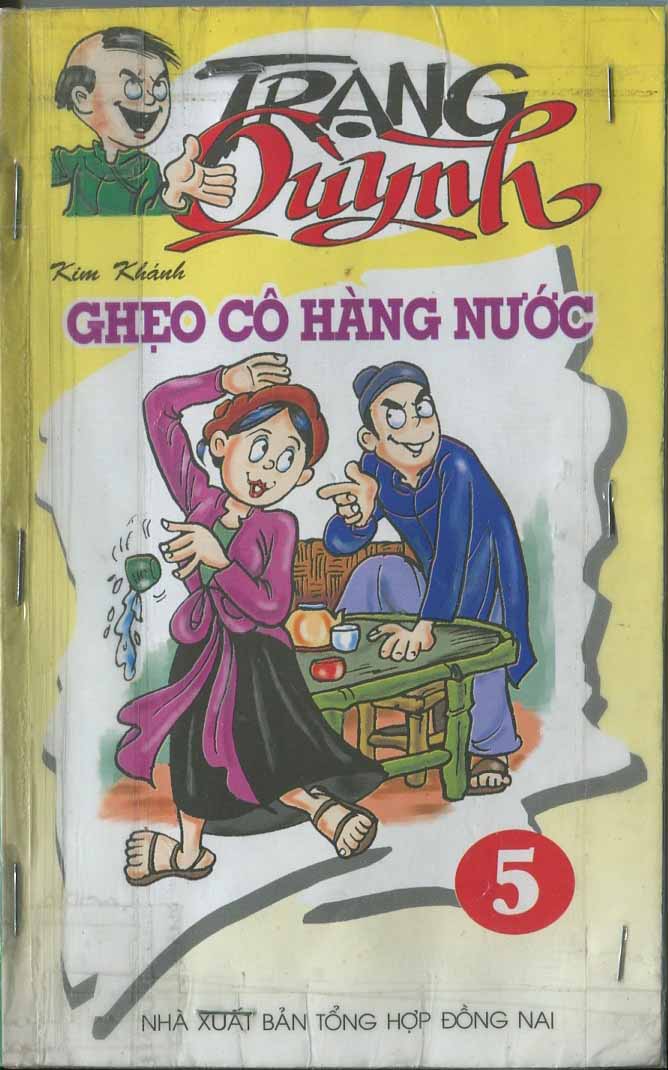 TRẠNG
Quỳnh
Kim Khánh
GHẸO CÔ HÀNG NƯỚC
5
NHÀ XUẤT BẢN TỔNG HỢP ĐỒNG NAI